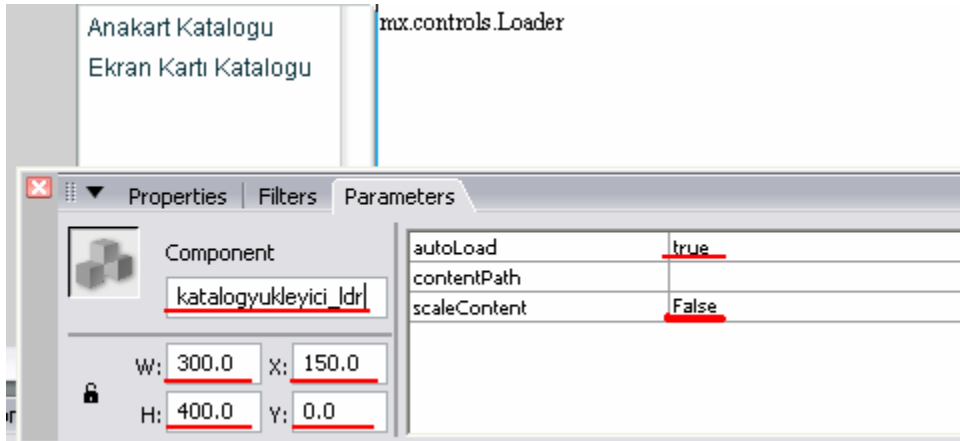 Anakart Katalogu
Ekran Kartı Katalogu
mx.controls.Loader
Properties Filters Parameters
Component
katalogyukleyici_ldr
W: 300.0 X: 150.0
H: 400.0 Y: 0.0
autoLoad true
contentPath
scaleContent False